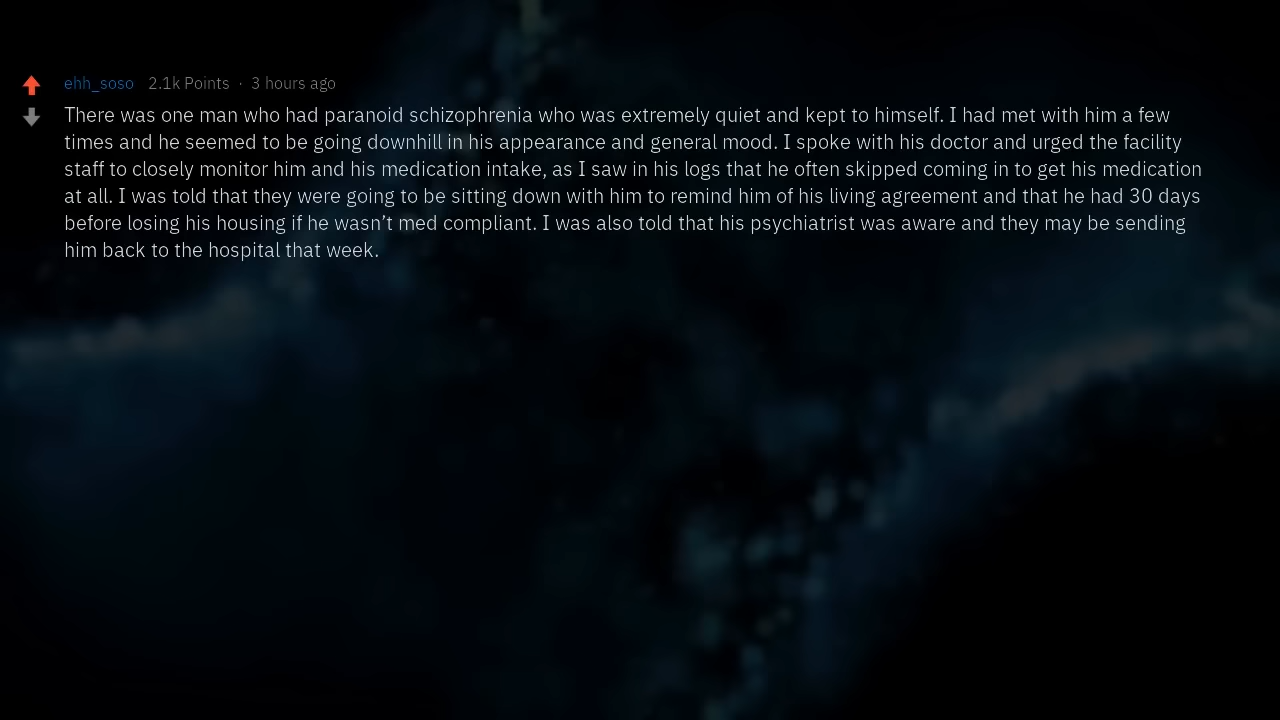 ehh_soso 2.1k Points · 3 hours ago
There was one man who had paranoid schizophrenia who was extremely quiet and kept to himself. I had met with him a few
times and he seemed to be going downhill in his appearance and general mood. I spoke with his doctor and urged the facility
staff to closely monitor him and his medication intake, as I saw in his logs that he often skipped coming in to get his medication
at all. I was told that they were going to be sitting down with him to remind him of his living agreement and that he had 30 days
before losing his housing if he wasn’t med compliant. I was also told that his psychiatrist was aware and they may be sending
him back to the hospital that week.